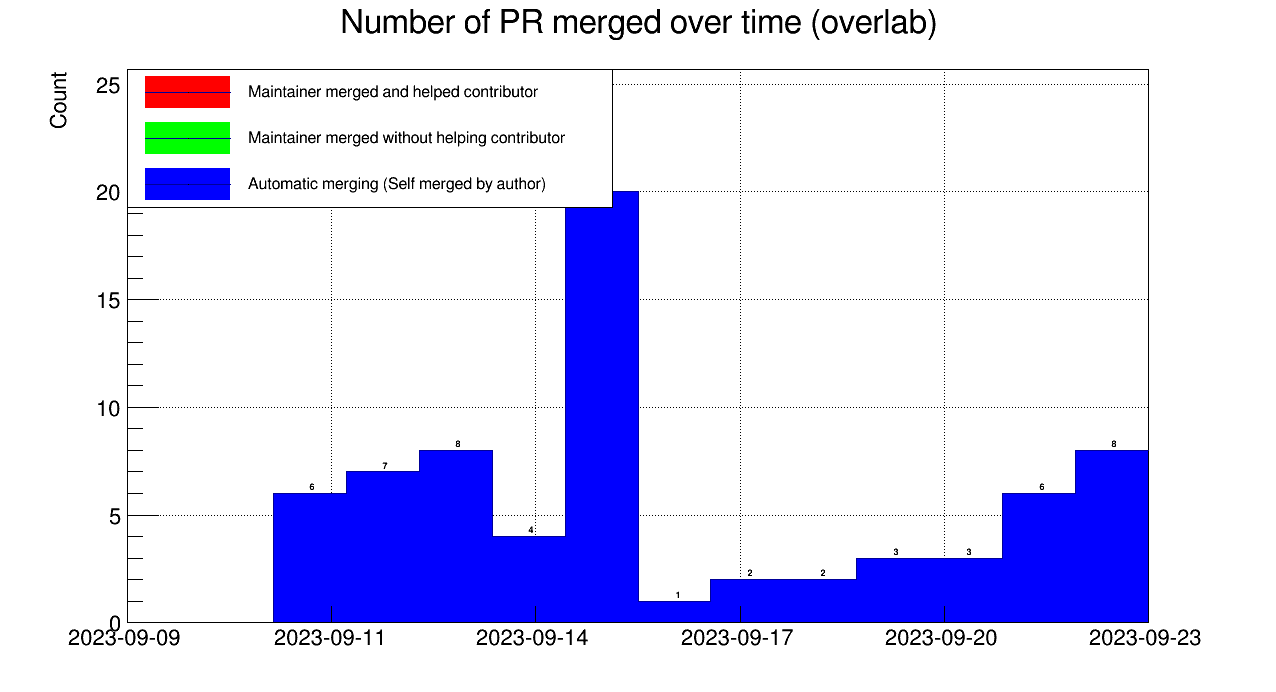 Number of PR merged over time (overlab)
Count
25
20
15
10
5
0
Maintainer merged and helped contributor
Maintainer merged without helping contributor
Automatic merging (Self merged by author)
6
7
8
4
1
2
2
3
3
6
8
2023-09-09 2023-09-11 2023-09-14 2023-09-17 2023-09-20 2023-09-23